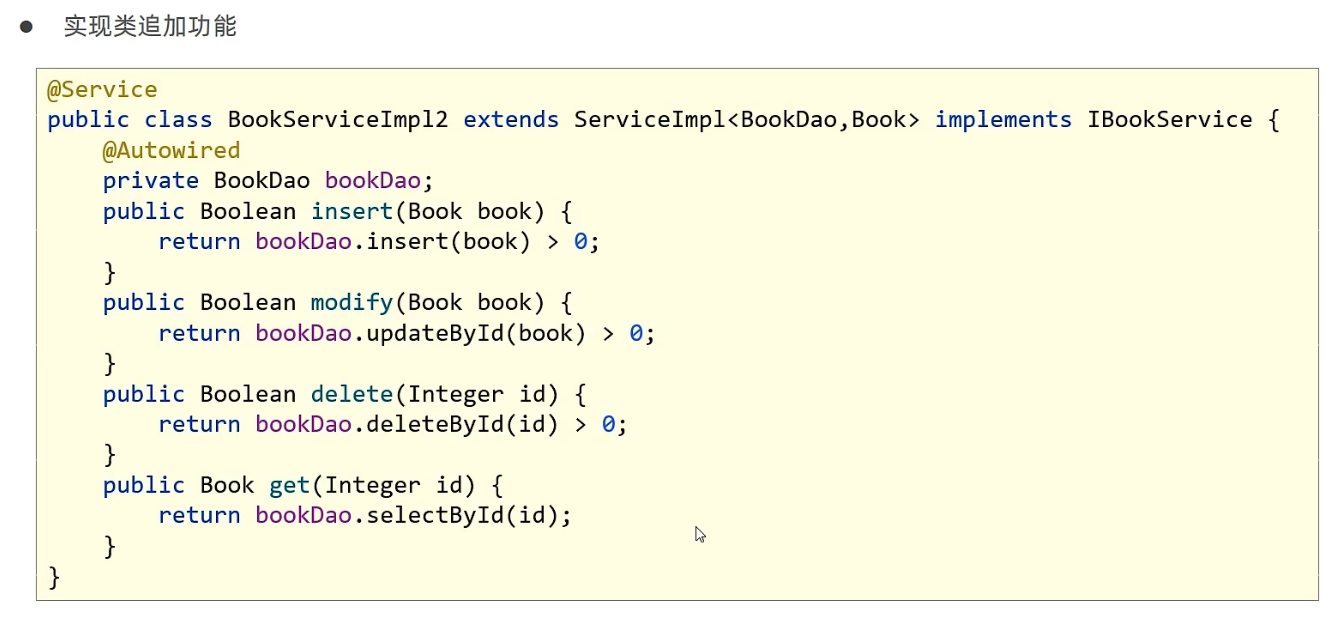 ● 实现类追加功能
@Service
public class BookServiceImpl2 extends ServiceImpl<BookDao,Book> implements IBookService {
    @Autowired
    private BookDao bookDao;
    public Boolean insert(Book book) {
        return bookDao.insert(book) > 0;
    }
    public Boolean modify(Book book) {
        return bookDao.updateById(book) > 0;
    }
    public Boolean delete(Integer id) {
        return bookDao.deleteById(id) > 0;
    }
    public Book get(Integer id) {
        return bookDao.selectById(id);
    }
}